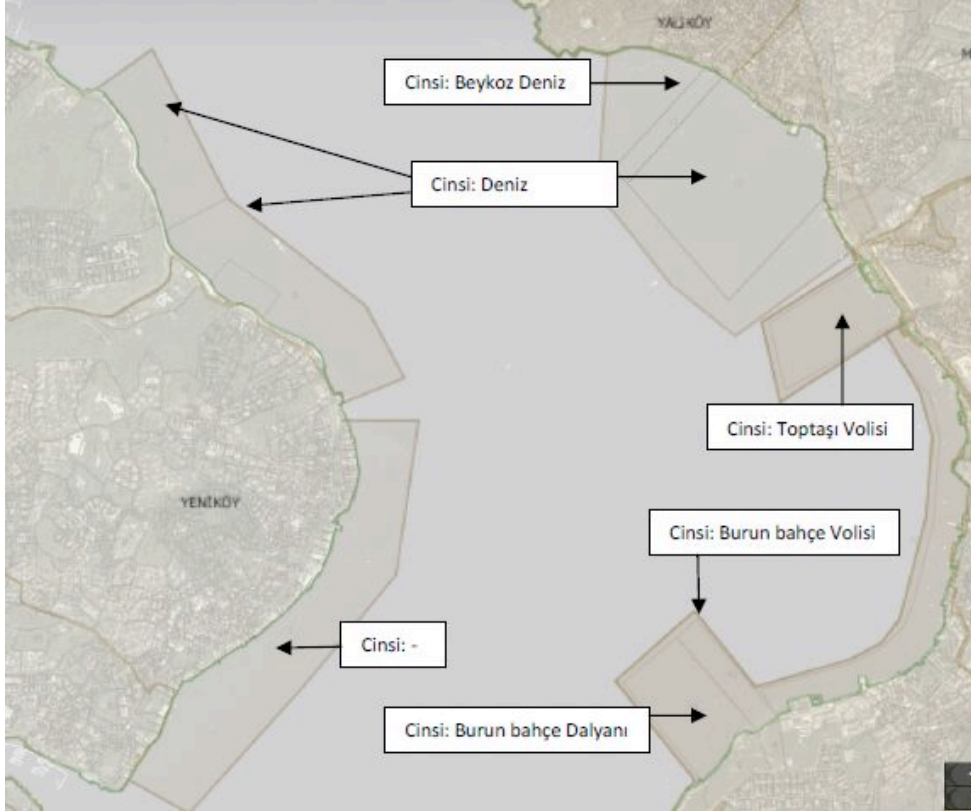 YALIKÖY
M
Cinsi: Beykoz Deniz
Cinsi: Deniz
Cinsi: Toptaşı Volisi
YENİKÖY
Cinsi: Burun bahçe Volisi
Cinsi: -
Cinsi: Burun bahçe Dalyanı